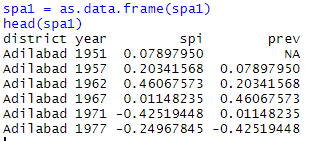 spa1 = as.data.frame(spa1)
head(spa1)
district year spi prev
Adilabad 1951 0.07897950 NA
Adilabad 1957 0.20341568 0.07897950
Adilabad 1962 0.46067573 0.20341568
Adilabad 1967 0.01148235 0.46067573
Adilabad 1971 -0.42519448 0.01148235
Adilabad 1977 -0.24967845 -0.42519448